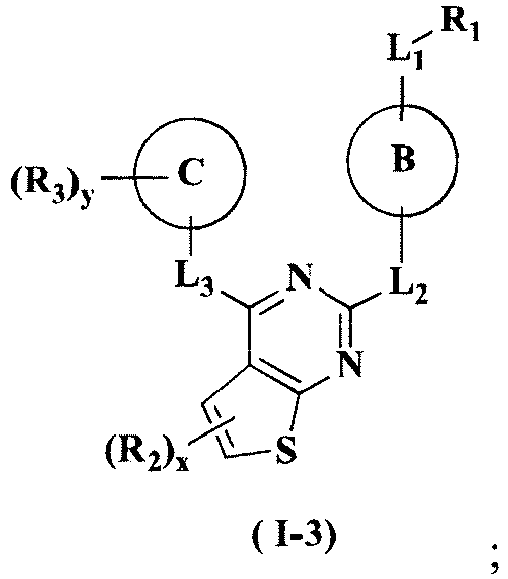 L₁ R₁
(R₃)y C B
L₃ N L₂
N
(R₂)x S
( I-3)
;